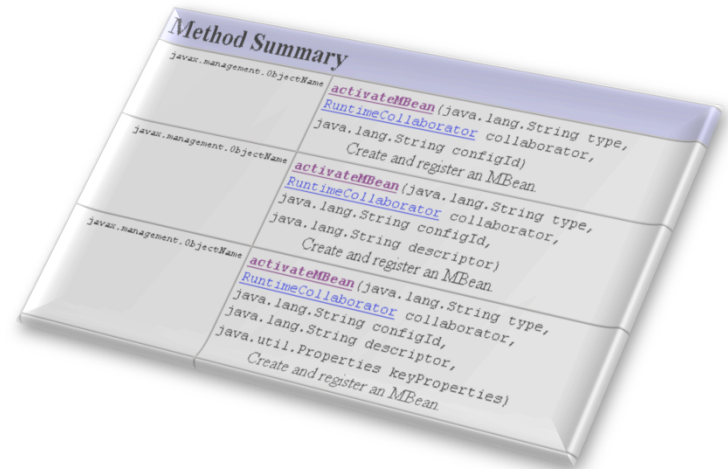 Method Summary
javax.management.ObjectName
activateMBean(java.lang.String type,
RuntimeCollaborator collaborator,
java.lang.String configId)
Create and register an MBean.
javax.management.ObjectName
activateMBean(java.lang.String type,
RuntimeCollaborator collaborator,
java.lang.String configId,
java.lang.String descriptor)
Create and register an MBean.
javax.management.ObjectName
activateMBean(java.lang.String type,
RuntimeCollaborator collaborator,
java.lang.String configId,
java.lang.String descriptor,
java.util.Properties keyProperties)
Create and register an MBean.